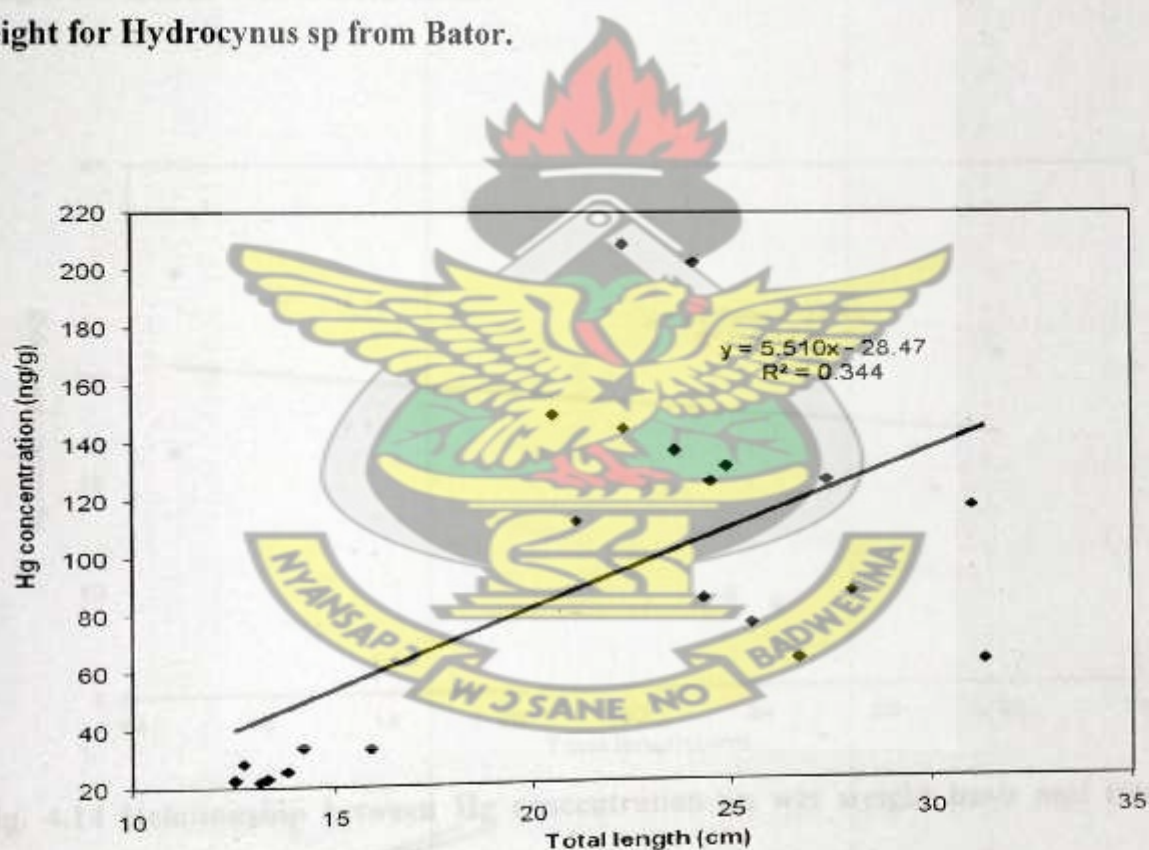 ight for Hydrocynus sp from Bator.
220
200
180
160
140
120
100
80
60
40
20
Hg concentration (ng/g)
y = 5.510x - 28.47
R² = 0.344
NYANSAPƆ
WƆSANE NO
BADWENMA
10
15
20
25
30
35
Total length (cm)